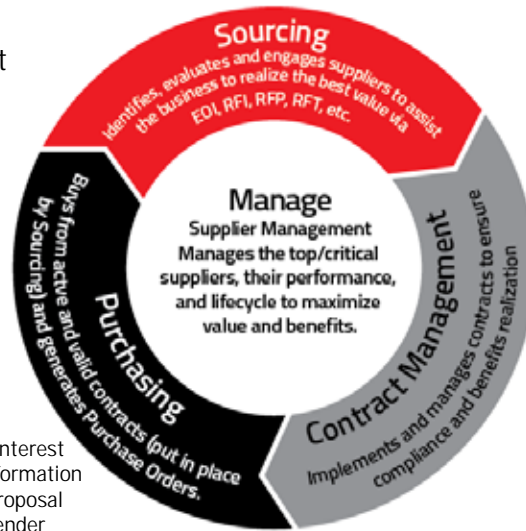 t
Sourcing
Identifies, evaluates and engages suppliers to assist
the business to realize the best value via
EOI, RFI, RFP, RFT, etc.
Manage
Supplier Management
Manages the top/critical
suppliers, their performance,
and lifecycle to maximize
value and benefits.
Contract Management
Implements and manages contracts to ensure
compliance and benefits realization
Purchasing
Buys from actve and valid contracts (put in place
by Sourcing) and generates Purchase Orders.
nterest
formation
roposal
ender